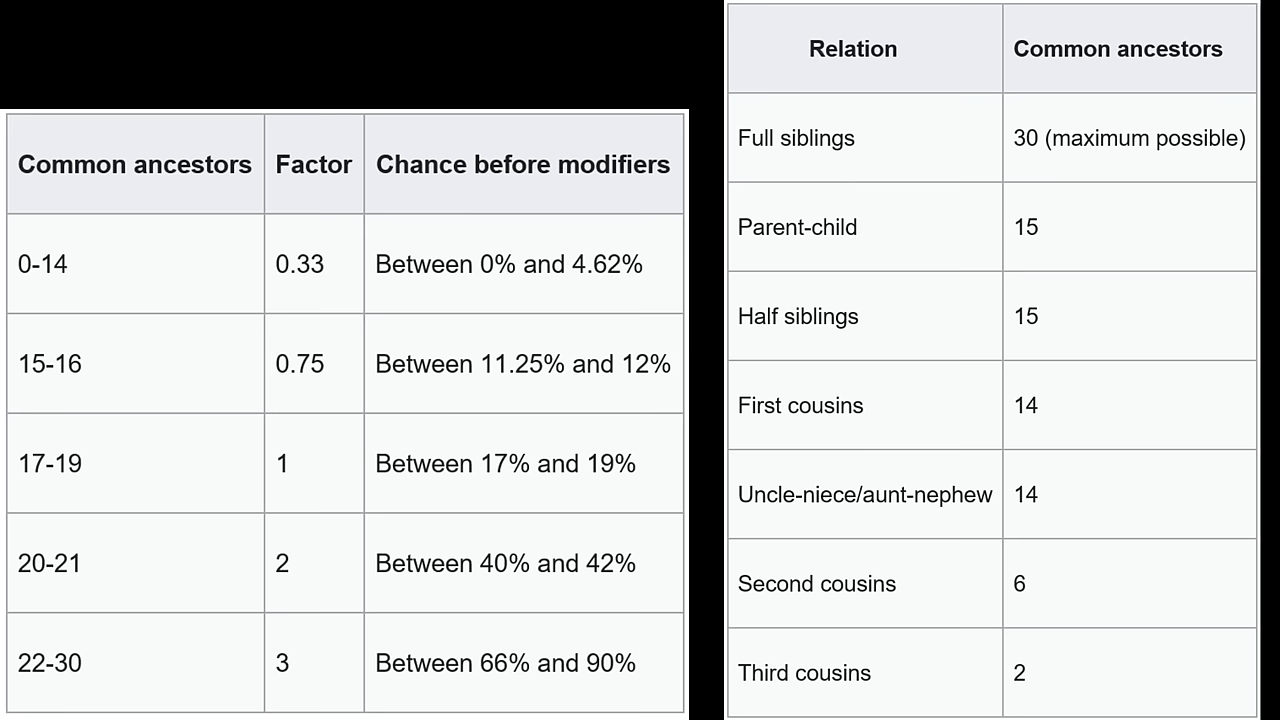 Common ancestors Factor Chance before modifiers
0-14 0.33 Between 0% and 4.62%
15-16 0.75 Between 11.25% and 12%
17-19 1 Between 17% and 19%
20-21 2 Between 40% and 42%
22-30 3 Between 66% and 90%
Relation Common ancestors
Full siblings 30 (maximum possible)
Parent-child 15
Half siblings 15
First cousins 14
Uncle-niece/aunt-nephew 14
Second cousins 6
Third cousins 2